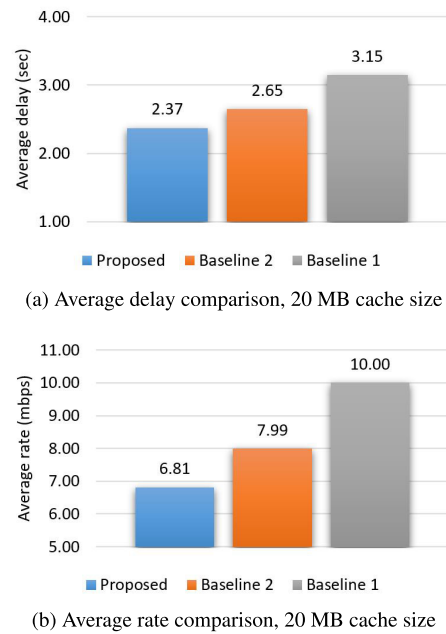 4.00
3.00
2.00
1.00
Average delay (sec)
2.37
2.65
3.15
Proposed Baseline 2 Baseline 1
(a) Average delay comparison, 20 MB cache size
11.00
10.00
9.00
8.00
7.00
6.00
5.00
Average rate (mbps)
6.81
7.99
10.00
Proposed Baseline 2 Baseline 1
(b) Average rate comparison, 20 MB cache size